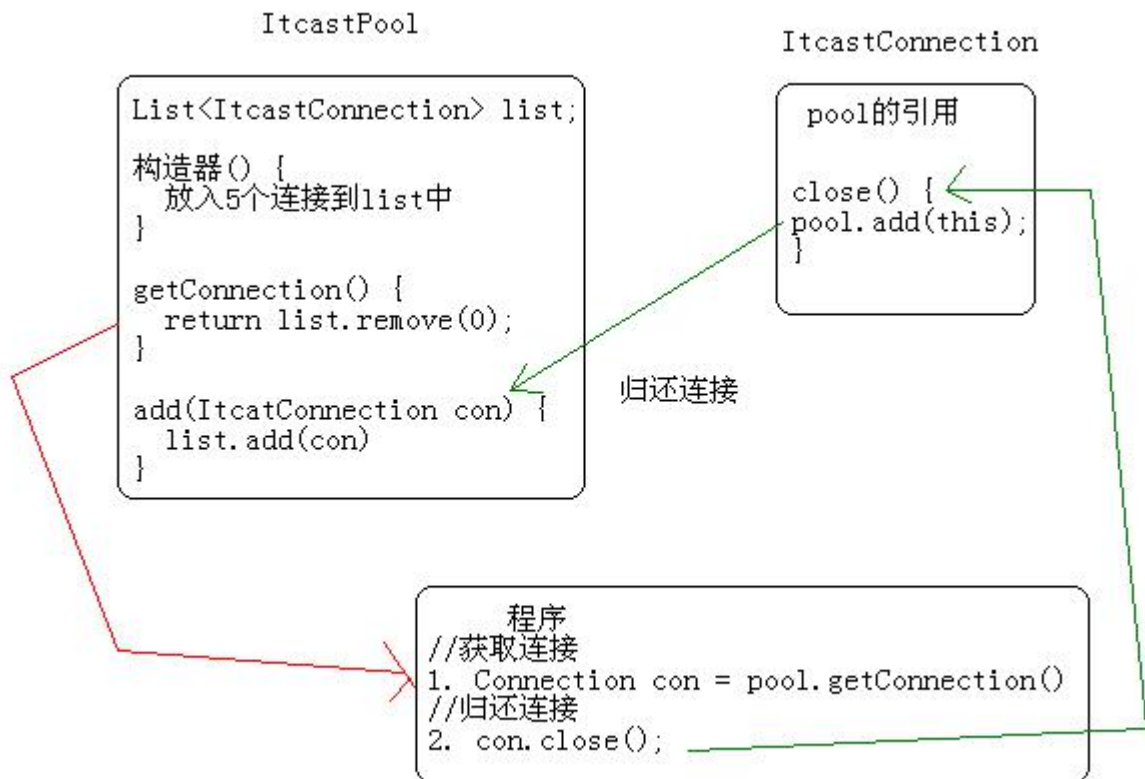 ItcastPool
List<ItcastConnection> list;
构造器() {
放入5个连接到list中
}
getConnection() {
return list.remove(0);
}
add(ItcatConnection con) {
list.add(con)
}
ItcastConnection
pool的引用
close() {
pool.add(this);
}
归还连接
程序
//获取连接
1. Connection con = pool.getConnection()
//归还连接
2. con.close();